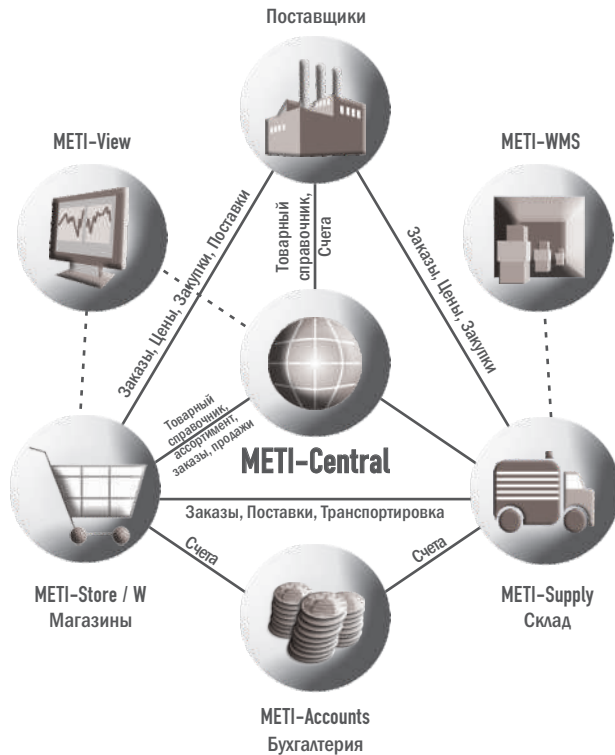 Поставщики
METI-View
METI-WMS
Заказы, Цены, Закупки, Поставки
Товарный
справочник,
Счета
Заказы, Цены, Закупки
Товарный
справочник,
ассортимент,
заказы, продажи
METI-Central
Заказы, Поставки, Транспортировка
Счета
Счета
METI-Store / W
Магазины
METI-Supply
Склад
METI-Accounts
Бухгалтерия